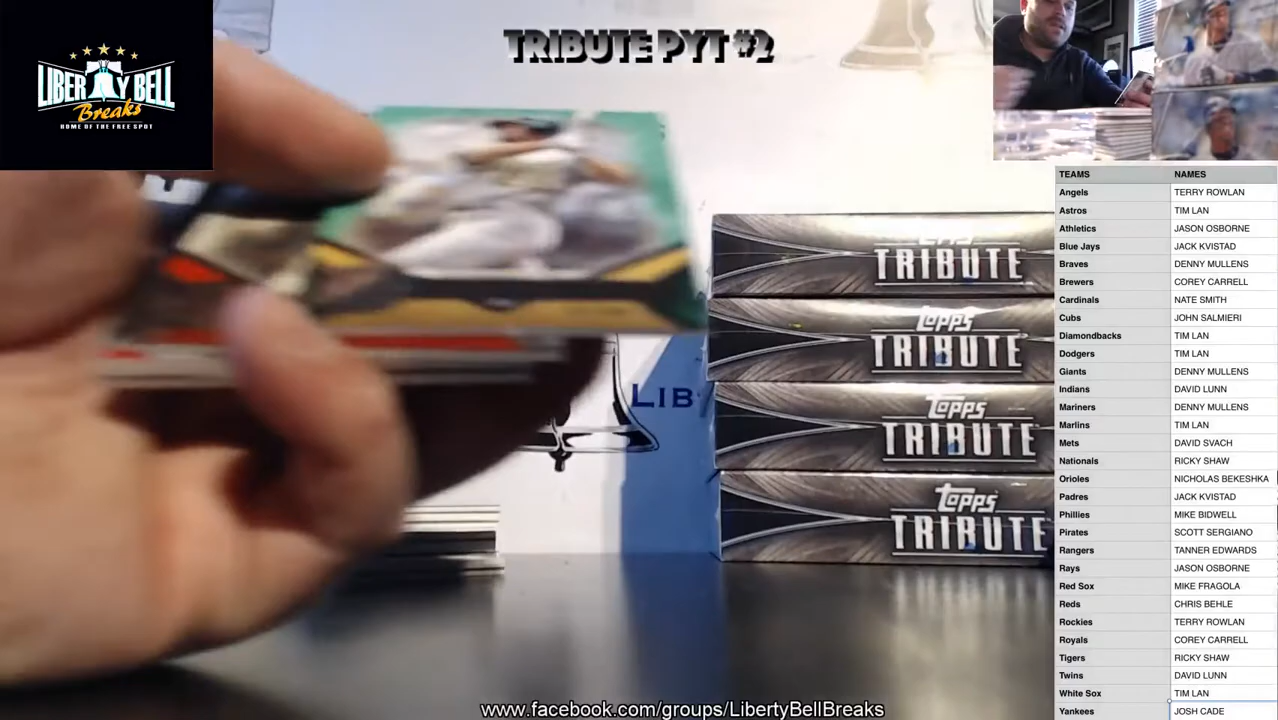 TRIBUTE PYT #2
LIBERTY BELL
Breaks
HOME OF THE FREE SPOT
TRIBUTE
Topps
TRIBUTE
Topps
TRIBUTE
Topps
TRIBUTE
LIB
TEAMS NAMES
Angels TERRY ROWLAN
Astros TIM LAN
Athletics JASON OSBORNE
Blue Jays JACK KVISTAD
Braves DENNY MULLENS
Brewers COREY CARRELL
Cardinals NATE SMITH
Cubs JOHN SALMIERI
Diamondbacks TIM LAN
Dodgers TIM LAN
Giants DENNY MULLENS
Indians DAVID LUNN
Mariners DENNY MULLENS
Marlins TIM LAN
Mets DAVID SVACH
Nationals RICKY SHAW
Orioles NICHOLAS BEKESHKA
Padres JACK KVISTAD
Phillies MIKE BIDWELL
Pirates SCOTT SERGIANO
Rangers TANNER EDWARDS
Rays JASON OSBORNE
Red Sox MIKE FRAGOLA
Reds CHRIS BEHLE
Rockies TERRY ROWLAN
Royals COREY CARRELL
Tigers RICKY SHAW
Twins DAVID LUNN
White Sox TIM LAN
Yankees JOSH CADE
www.facebook.com/groups/LibertyBellBreaks